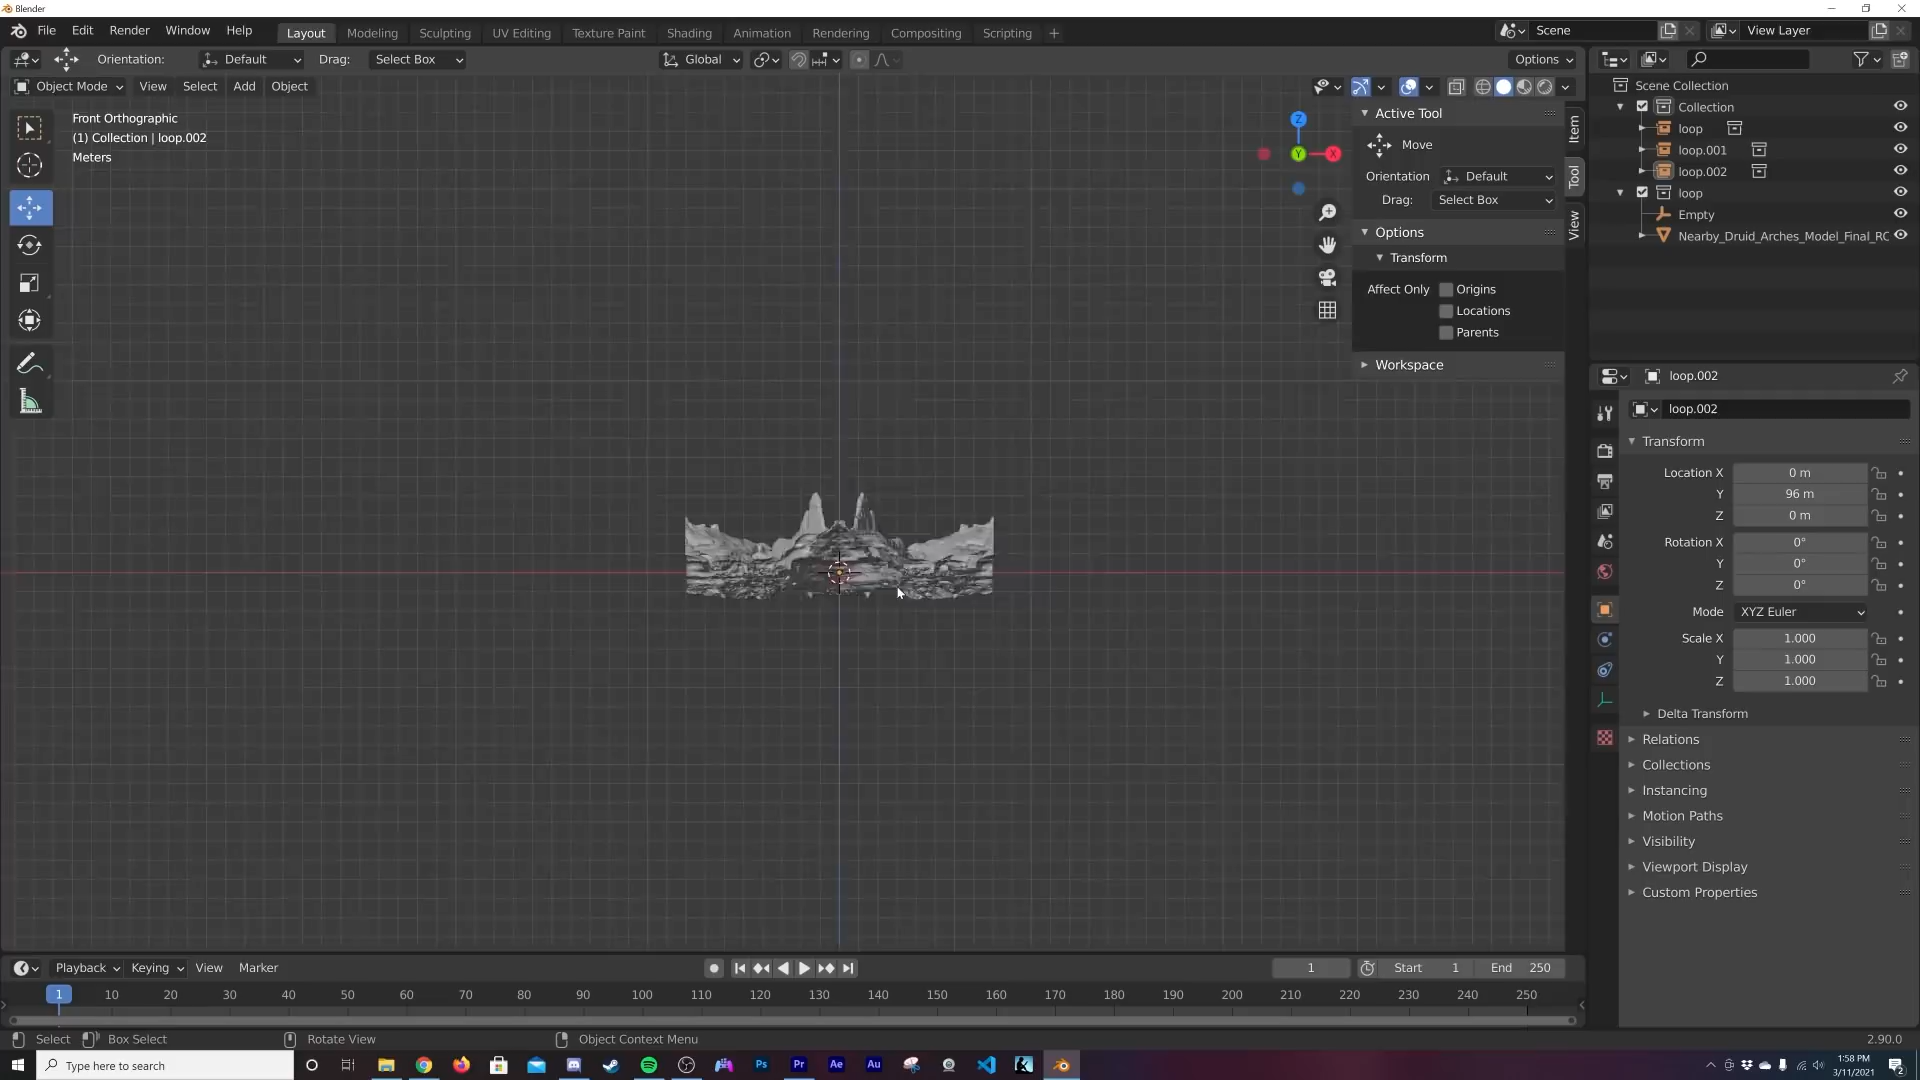 Blender
File Edit Render Window Help
Layout Modeling Sculpting UV Editing Texture Paint Shading Animation Rendering Compositing Scripting
Scene
View Layer
Orientation: Default Drag: Select Box
Global
Options
Object Mode View Select Add Object
Front Orthographic
(1) Collection | loop.002
Meters
Z
Y
X
Active Tool
Move
Orientation Default
Drag: Select Box
Options
Transform
Affect Only Origins
Locations
Parents
Workspace
Item
Tool
View
Scene Collection
Collection
loop
loop.001
loop.002
loop
Empty
Nearby_Druid_Arches_Model_Final_RC
loop.002
loop.002
Transform
Location X 0 m
Y 96 m
Z 0 m
Rotation X 0°
Y 0°
Z 0°
Mode XYZ Euler
Scale X 1.000
Y 1.000
Z 1.000
Delta Transform
Relations
Collections
Instancing
Motion Paths
Visibility
Viewport Display
Custom Properties
Playback Keying View Marker
1 Start 1 End 250
1 10 20 30 40 50 60 70 80 90 100 110 120 130 140 150 160 170 180 190 200 210 220 230 240 250
Select Box Select Rotate View Object Context Menu
2.90.0
Type here to search
Ps Pr Ae Au
1:58 PM
3/11/2021
2